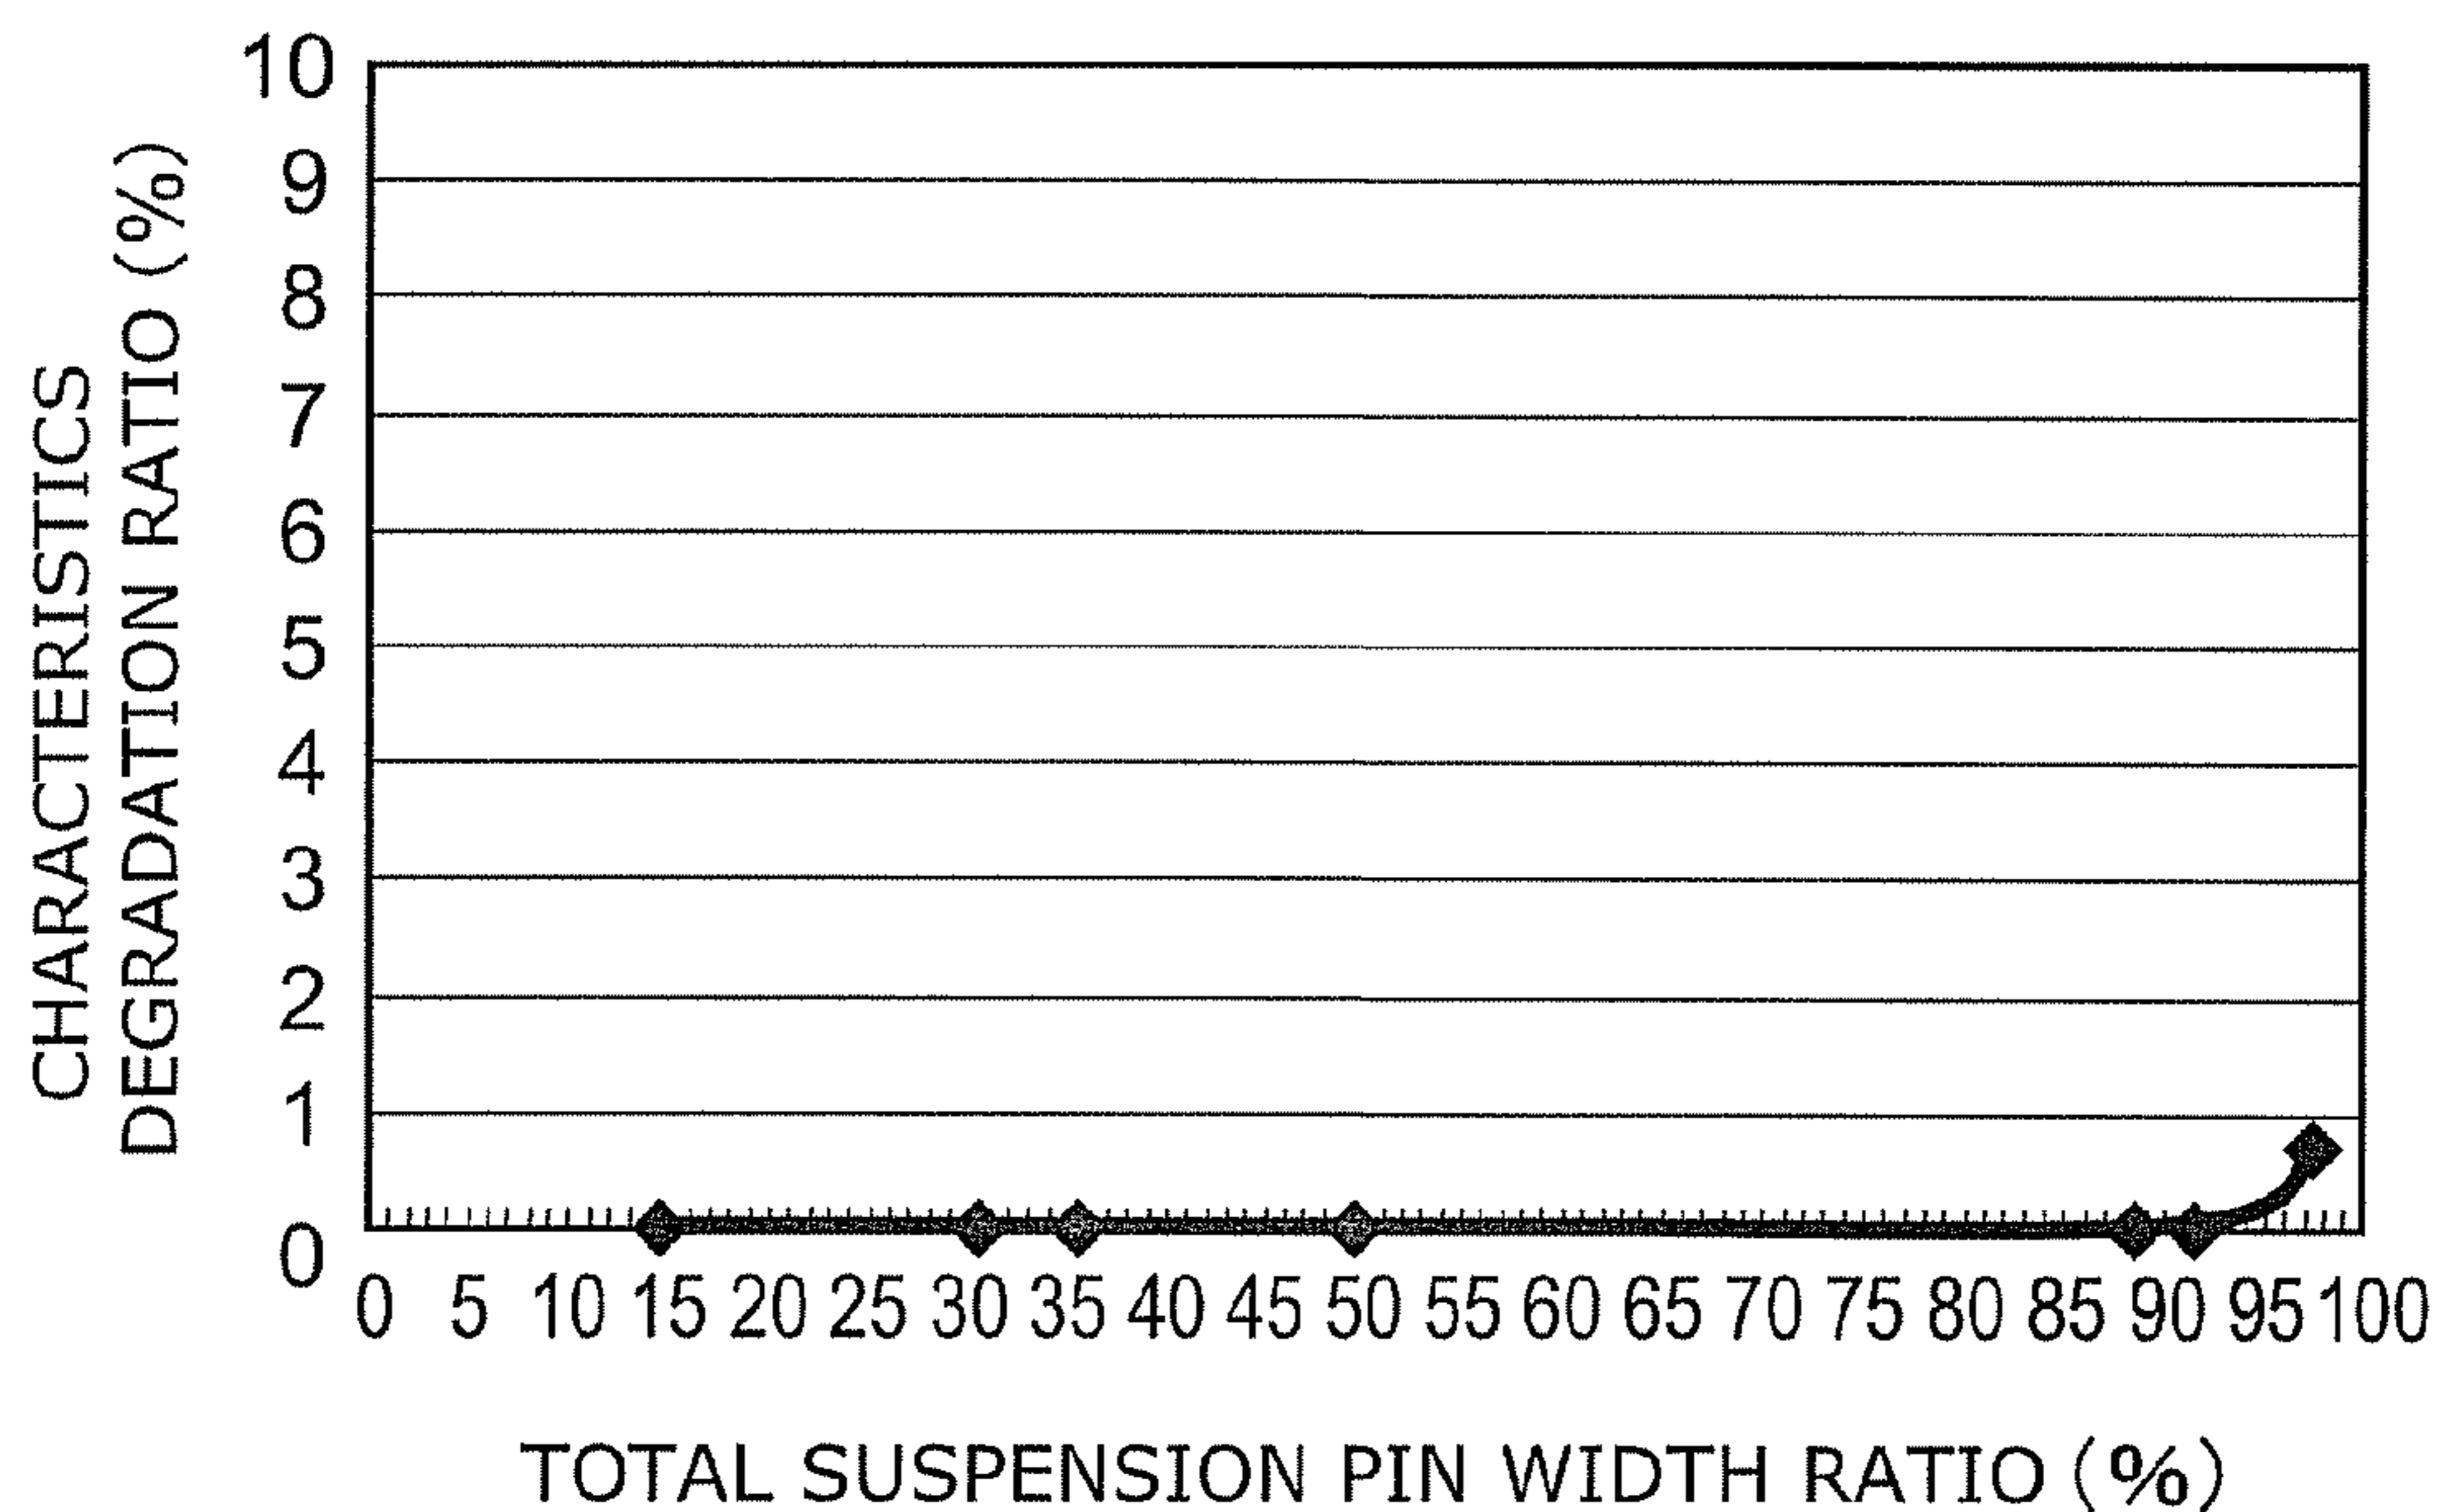 CHARACTERISTICS
DEGRADATION RATIO (%)
10
9
8
7
6
5
4
3
2
1
0
0 5 10 15 20 25 30 35 40 45 50 55 60 65 70 75 80 85 90 95 100
TOTAL SUSPENSION PIN WIDTH RATIO (%)